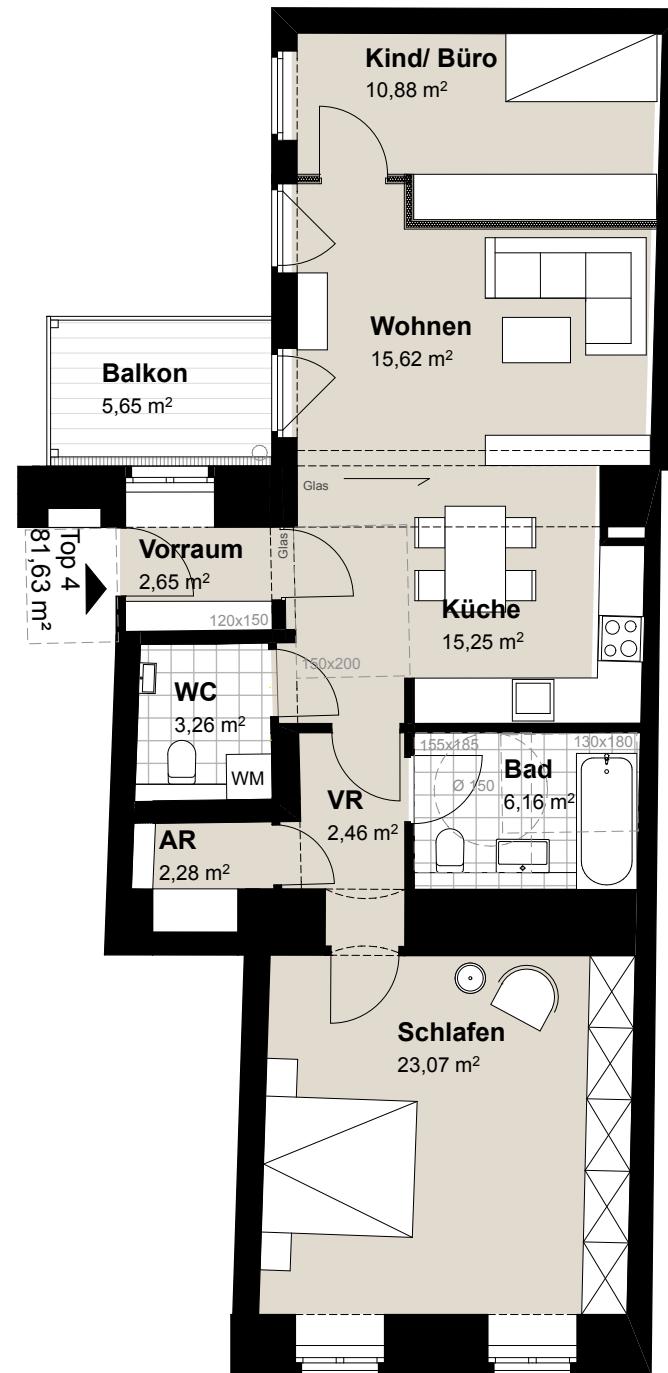 Kind/ Büro
10,88 m²
Wohnen
15,62 m²
Balkon
5,65 m²
Glas
Top 4
81,63 m²
Vorraum
2,65 m²
Glas
120x150
Küche
15,25 m²
150x200
WC
3,26 m²
WM
155x185
130x180
Ø 150
Bad
6,16 m²
VR
2,46 m²
AR
2,28 m²
Schlafen
23,07 m²